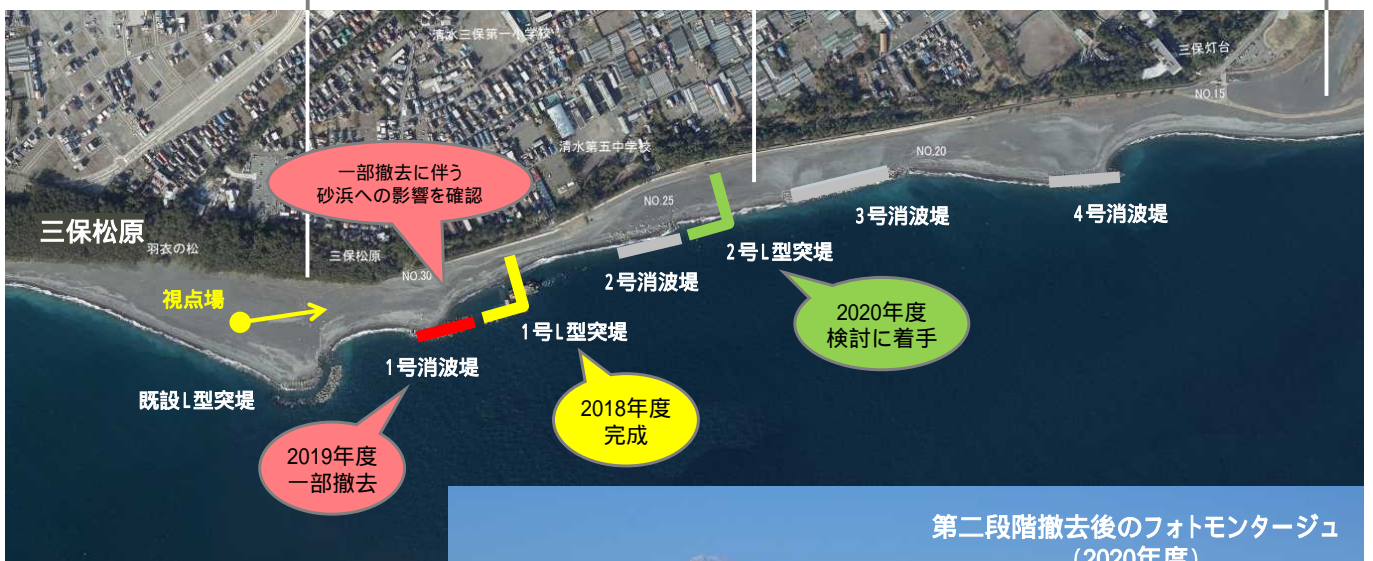 清水三保第一小学校
三保灯台
NO.15
清水第五中学校
NO.20
一部撤去に伴う
砂浜への影響を確認
NO.25
3号消波堤
4号消波堤
三保松原
羽衣の松
三保松原
NO.30
2号L型突堤
2号消波堤
視点場
2020年度
検討に着手
1号L型突堤
1号消波堤
既設L型突堤
2018年度
完成
2019年度
一部撤去
第二段階撤去後のフォトモンタージュ
(2020年度)